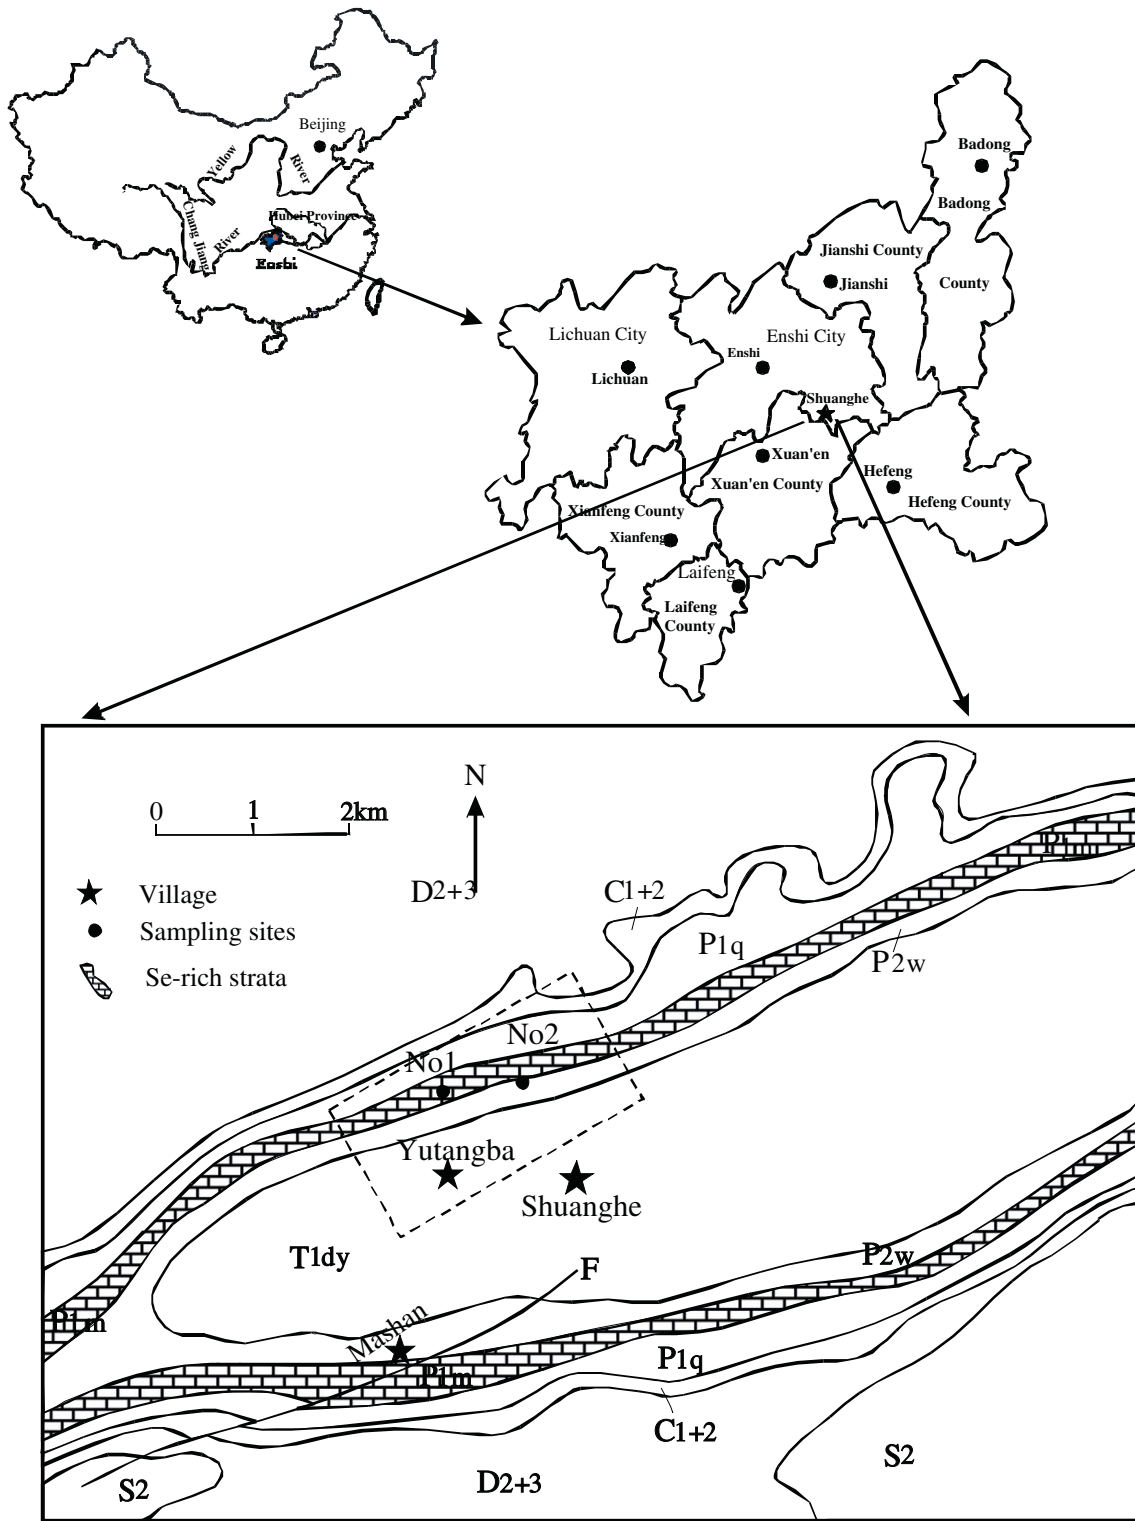 Beijing
Yellow
River
Hubei Province
Chang Jiang
River
Badong
Badong
County
Jianshi County
Jianshi
Lichuan City
Lichuan
Enshi City
Enshi
Shuanghe
Xuan'en
Xuan'en County
Hefeng
Hefeng County
Xianfeng County
Xianfeng
Laifeng
Laifeng
County
N
0 1 2km
D2+3
C1+2
Village
Sampling sites
Se-rich strata
P1m
P1q
P2w
No2
No1
Yutangba
Shuanghe
T1dy
F
P2w
P1m
Mashan
P1m
P1q
C1+2
S2
D2+3
S2